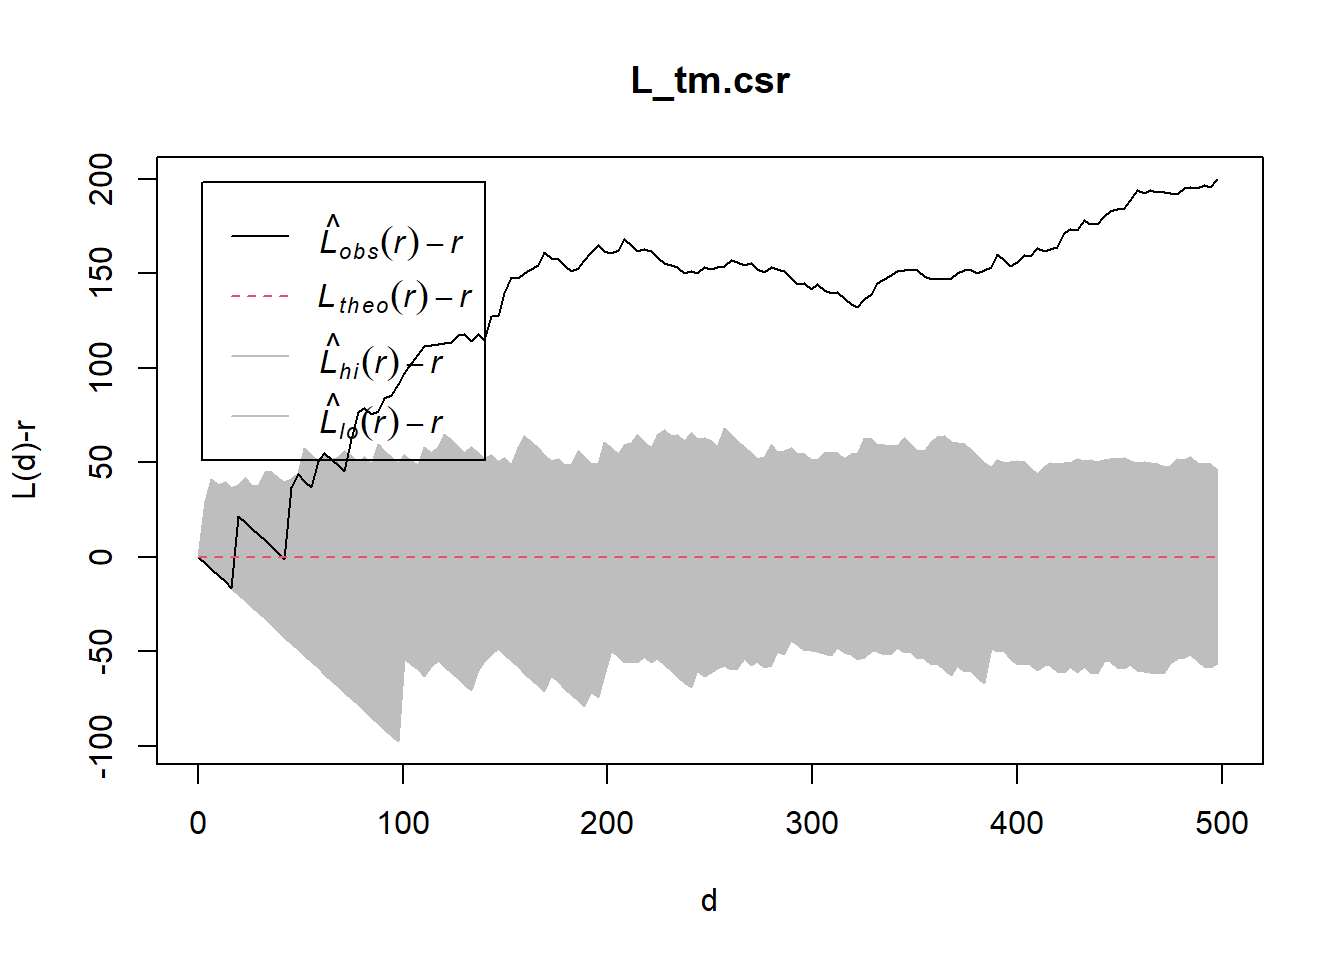 L_tm.csr
L(d)-r
200
150
100
50
0
-50
-100
L̂obs(r) − r
Ltheo(r) − r
L̂hi(r) − r
L̂lo(r) − r
0 100 200 300 400 500
d